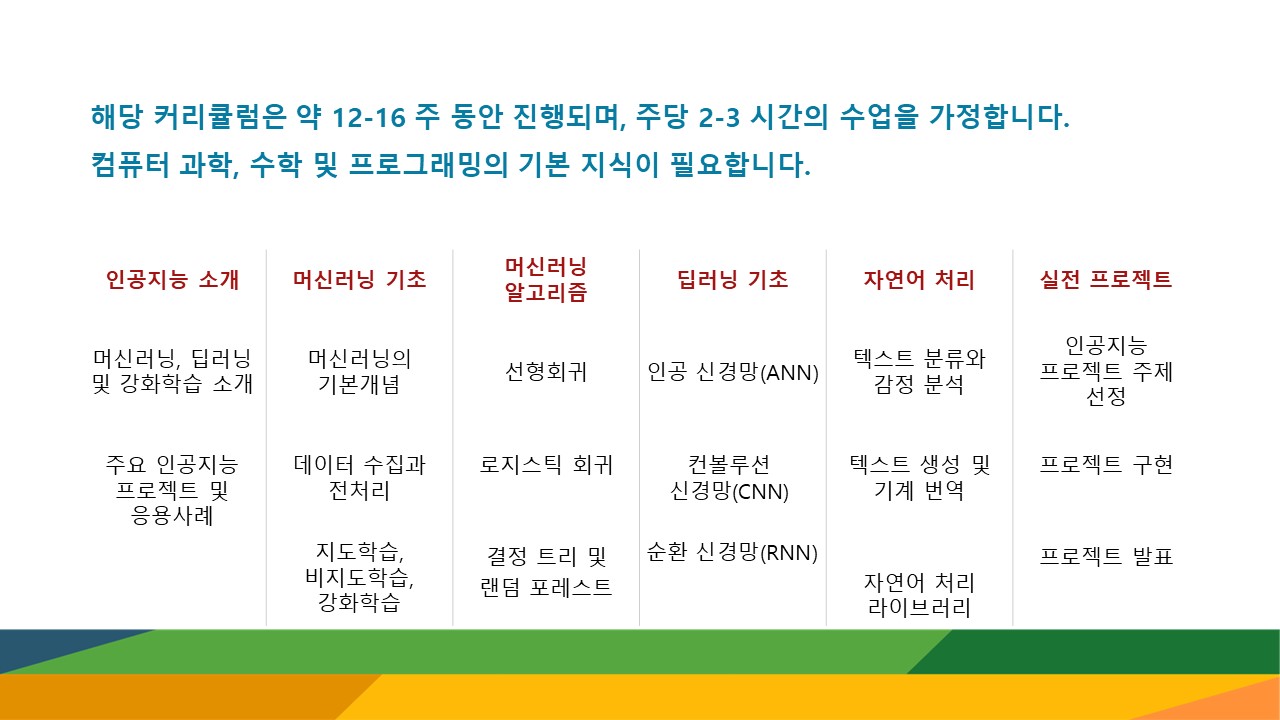 해당 커리큘럼은 약 12-16 주 동안 진행되며, 주당 2-3 시간의 수업을 가정합니다.
컴퓨터 과학, 수학 및 프로그래밍의 기본 지식이 필요합니다.
인공지능 소개
머신러닝, 딥러닝
및 강화학습 소개
주요 인공지능
프로젝트 및
응용사례
머신러닝 기초
머신러닝의
기본개념
데이터 수집과
전처리
지도학습,
비지도학습,
강화학습
머신러닝
알고리즘
선형회귀
로지스틱 회귀
결정 트리 및
랜덤 포레스트
딥러닝 기초
인공 신경망(ANN)
컨볼루션
신경망(CNN)
순환 신경망(RNN)
자연어 처리
텍스트 분류와
감정 분석
텍스트 생성 및
기계 번역
자연어 처리
라이브러리
실전 프로젝트
인공지능
프로젝트 주제
선정
프로젝트 구현
프로젝트 발표